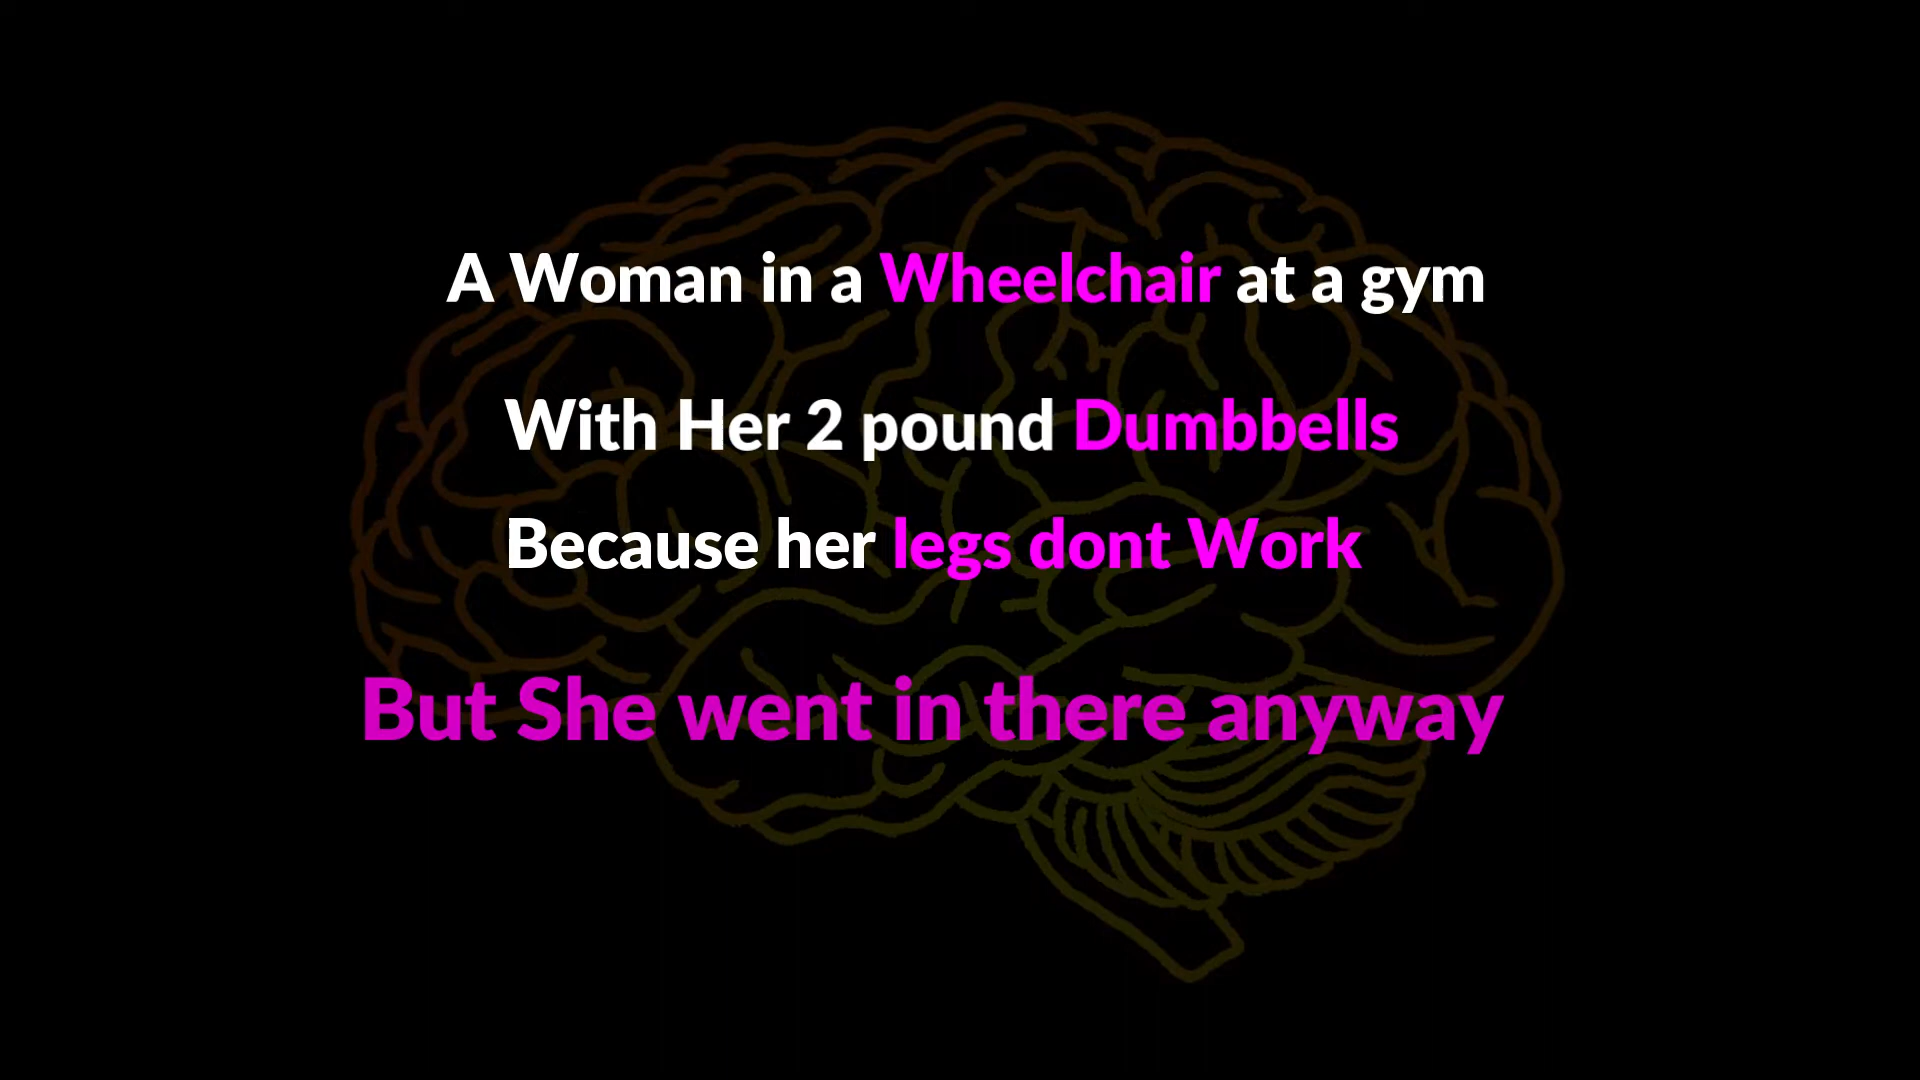 A Woman in a Wheelchair at a gym
With Her 2 pound Dumbbells
Because her legs dont Work
But She went in there anyway